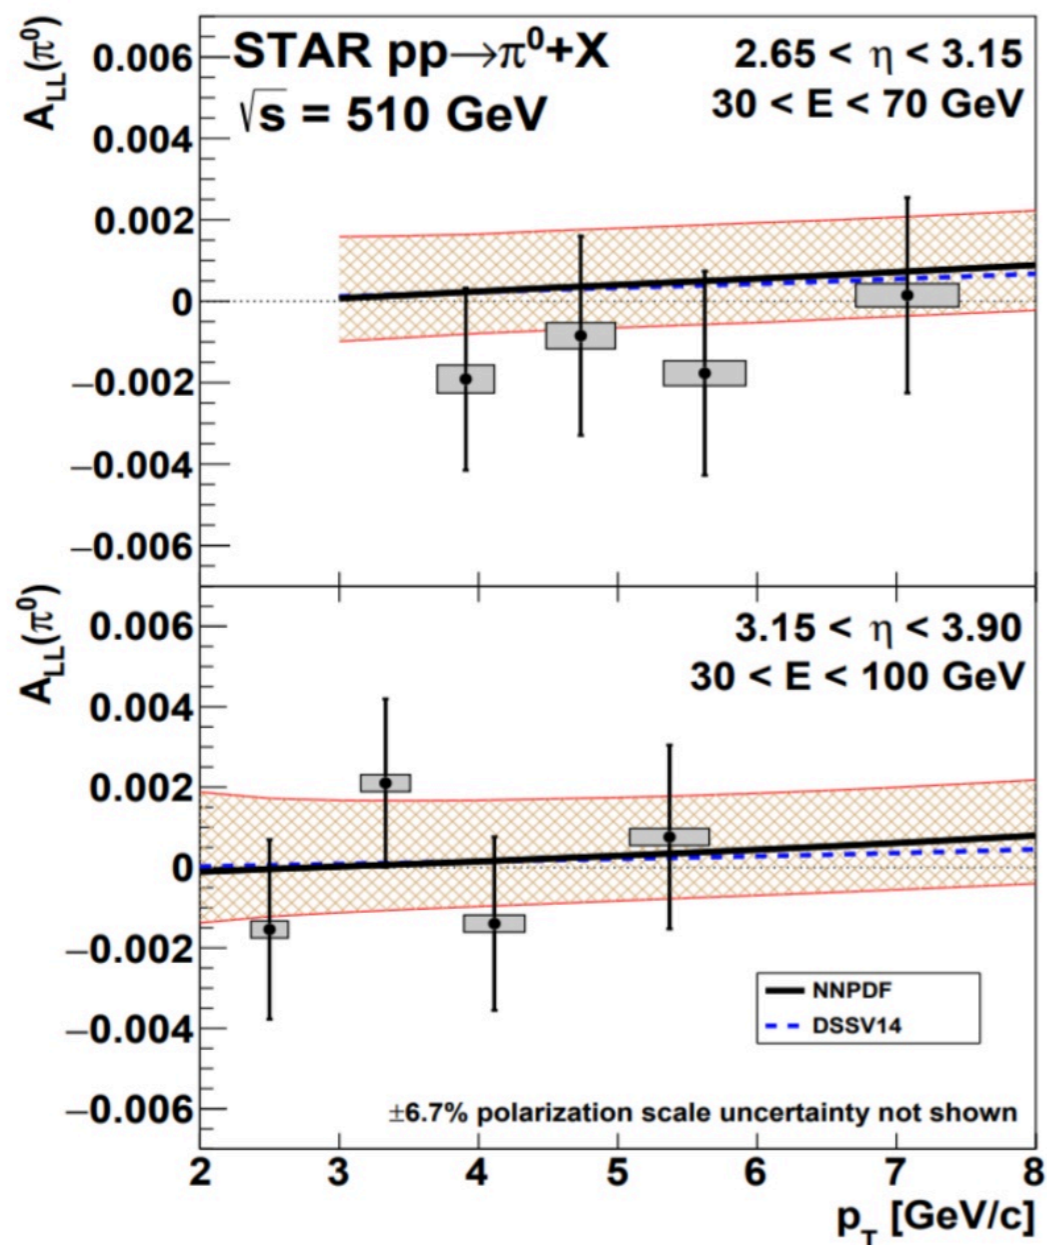 A_LL(π⁰)
STAR pp→π⁰+X
√s = 510 GeV
2.65 < η < 3.15
30 < E < 70 GeV
0.006
0.004
0.002
0
−0.002
−0.004
−0.006
A_LL(π⁰)
3.15 < η < 3.90
30 < E < 100 GeV
0.006
0.004
0.002
0
−0.002
−0.004
−0.006
NNPDF
DSSV14
±6.7% polarization scale uncertainty not shown
2 3 4 5 6 7 8
p_T [GeV/c]